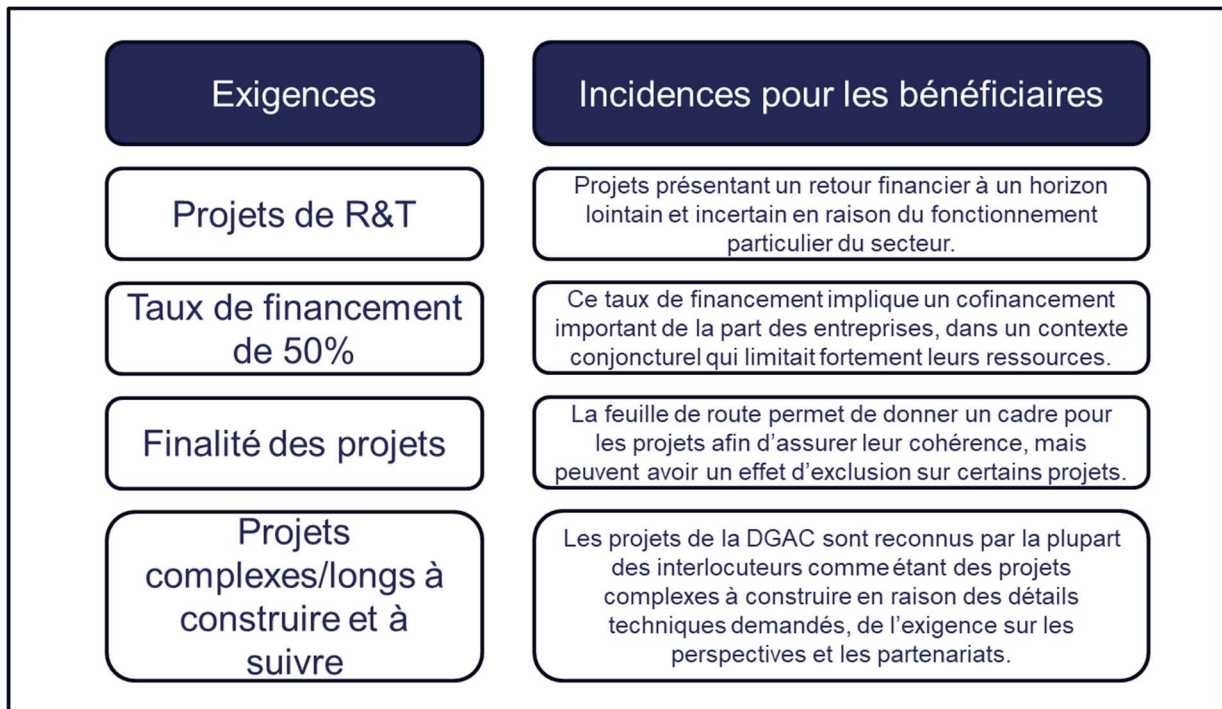 Exigences
Incidences pour les bénéficiaires
Projets de R&T
Projets présentant un retour financier à un horizon
lointain et incertain en raison du fonctionnement
particulier du secteur.
Taux de financement
de 50%
Ce taux de financement implique un cofinancement
important de la part des entreprises, dans un contexte
conjoncturel qui limitait fortement leurs ressources.
Finalité des projets
La feuille de route permet de donner un cadre pour
les projets afin d’assurer leur cohérence, mais
peuvent avoir un effet d’exclusion sur certains projets.
Projets
complexes/longs à
construire et à
suivre
Les projets de la DGAC sont reconnus par la plupart
des interlocuteurs comme étant des projets
complexes à construire en raison des détails
techniques demandés, de l’exigence sur les
perspectives et les partenariats.